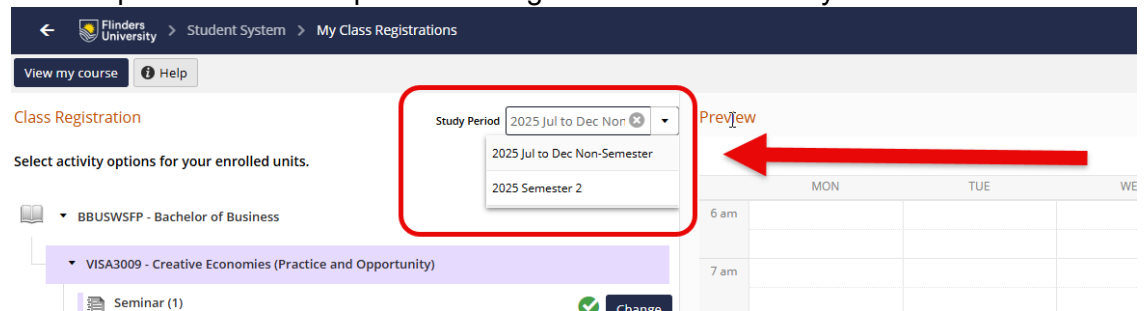 Flinders University > Student System > My Class Registrations
View my course Help
Class Registration
Study Period 2025 Jul to Dec Non
Preview
2025 Jul to Dec Non-Semester
Select activity options for your enrolled units.
2025 Semester 2
MON TUE WE
BBUSWSFP - Bachelor of Business
6 am
VISA3009 - Creative Economies (Practice and Opportunity)
7 am
Seminar (1)
Change